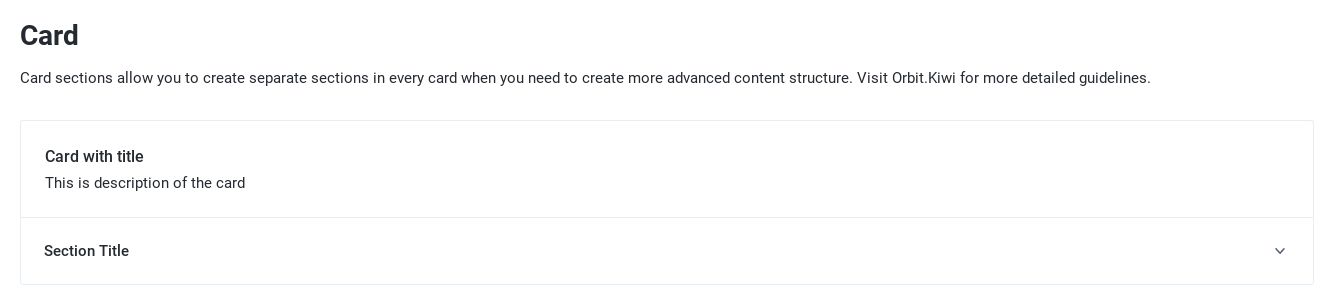 Card
Card sections allow you to create separate sections in every card when you need to create more advanced content structure. Visit Orbit.Kiwi for more detailed guidelines.
Card with title
This is description of the card
Section Title